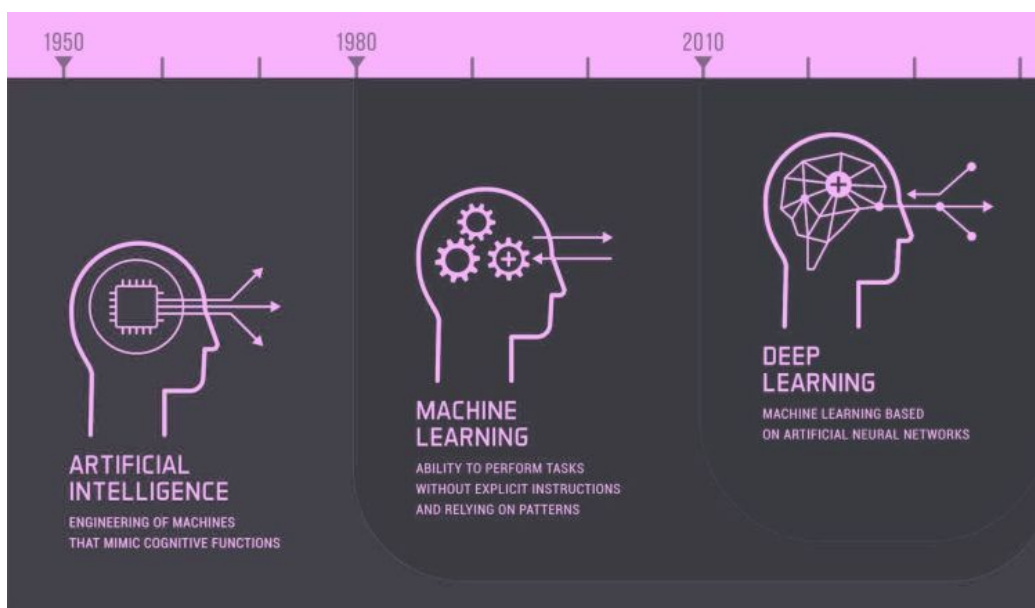 1950
1980
2010
ARTIFICIAL
INTELLIGENCE
ENGINEERING OF MACHINES
THAT MIMIC COGNITIVE FUNCTIONS
MACHINE
LEARNING
ABILITY TO PERFORM TASKS
WITHOUT EXPLICIT INSTRUCTIONS
AND RELYING ON PATTERNS
DEEP
LEARNING
MACHINE LEARNING BASED
ON ARTIFICIAL NEURAL NETWORKS